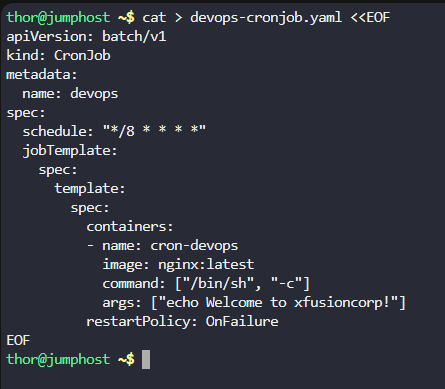 thor@jumphost ~$ cat > devops-cronjob.yaml <<EOF
apiVersion: batch/v1
kind: CronJob
metadata:
  name: devops
spec:
  schedule: "*/8 * * * *"
  jobTemplate:
    spec:
      template:
        spec:
          containers:
          - name: cron-devops
            image: nginx:latest
            command: ["/bin/sh", "-c"]
            args: ["echo Welcome to xfusioncorp!"]
          restartPolicy: OnFailure
EOF
thor@jumphost ~$